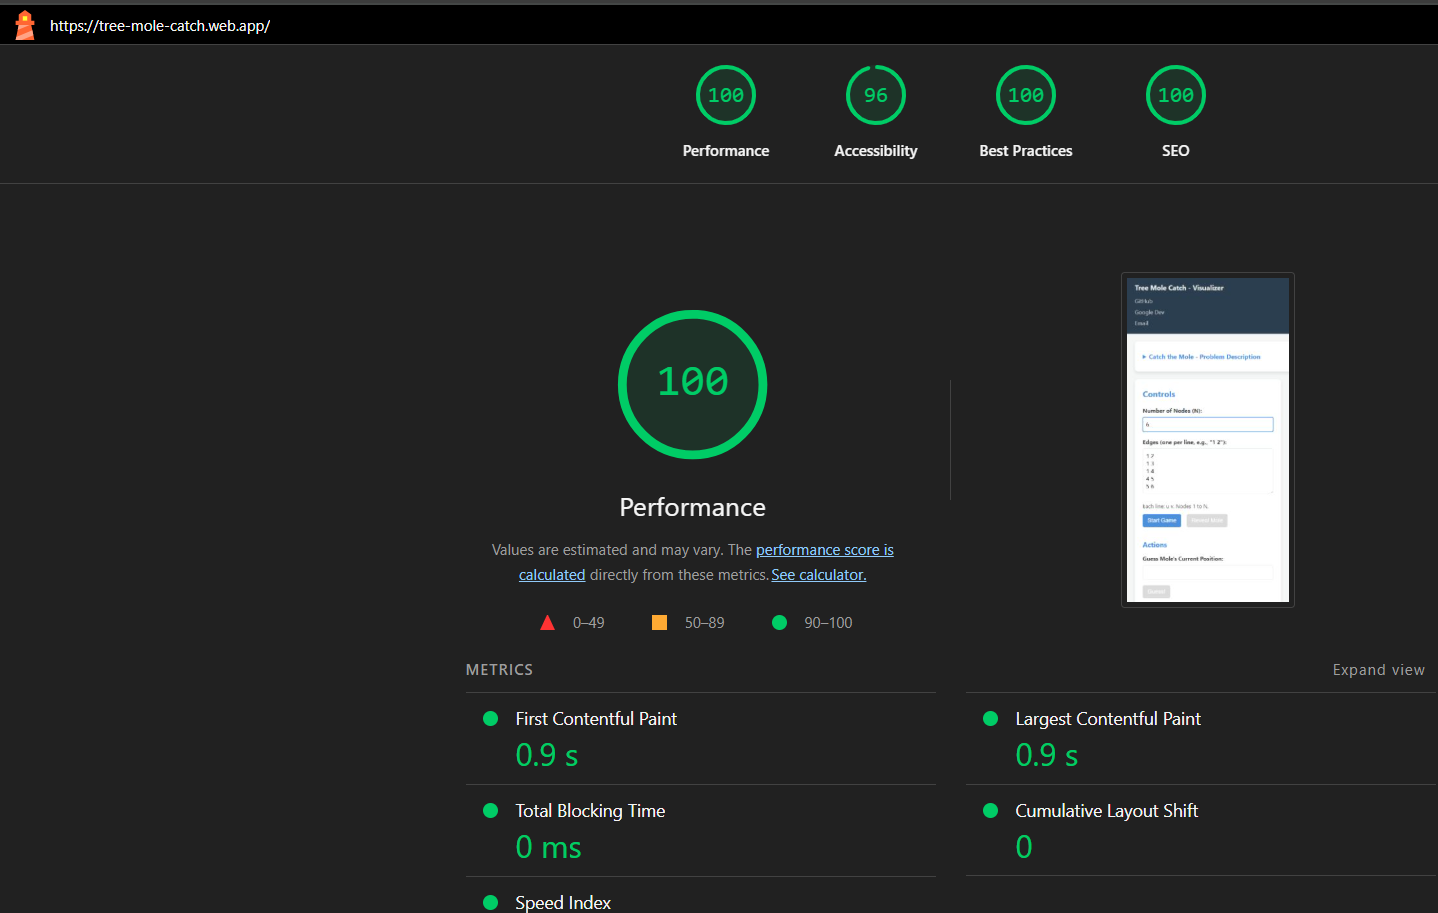 https://tree-mole-catch.web.app/
100
96
100
100
Performance
Accessibility
Best Practices
SEO
100
Performance
Values are estimated and may vary. The performance score is
calculated directly from these metrics. See calculator.
0–49
50–89
90–100
Tree Mole Catch - Visualizer
GitHub
Google Dev
Email
Catch the Mole - Problem Description
Controls
Number of Nodes (N):
6
Edges (one per line, e.g., "1 2"):
1 2
1 3
1 4
4 5
5 6
Each line: u v. Nodes 1 to N.
Start Game
Reveal Mole
Actions
Guess Mole's Current Position:
METRICS
Expand view
First Contentful Paint
0.9 s
Largest Contentful Paint
0.9 s
Total Blocking Time
0 ms
Cumulative Layout Shift
0
Speed Index